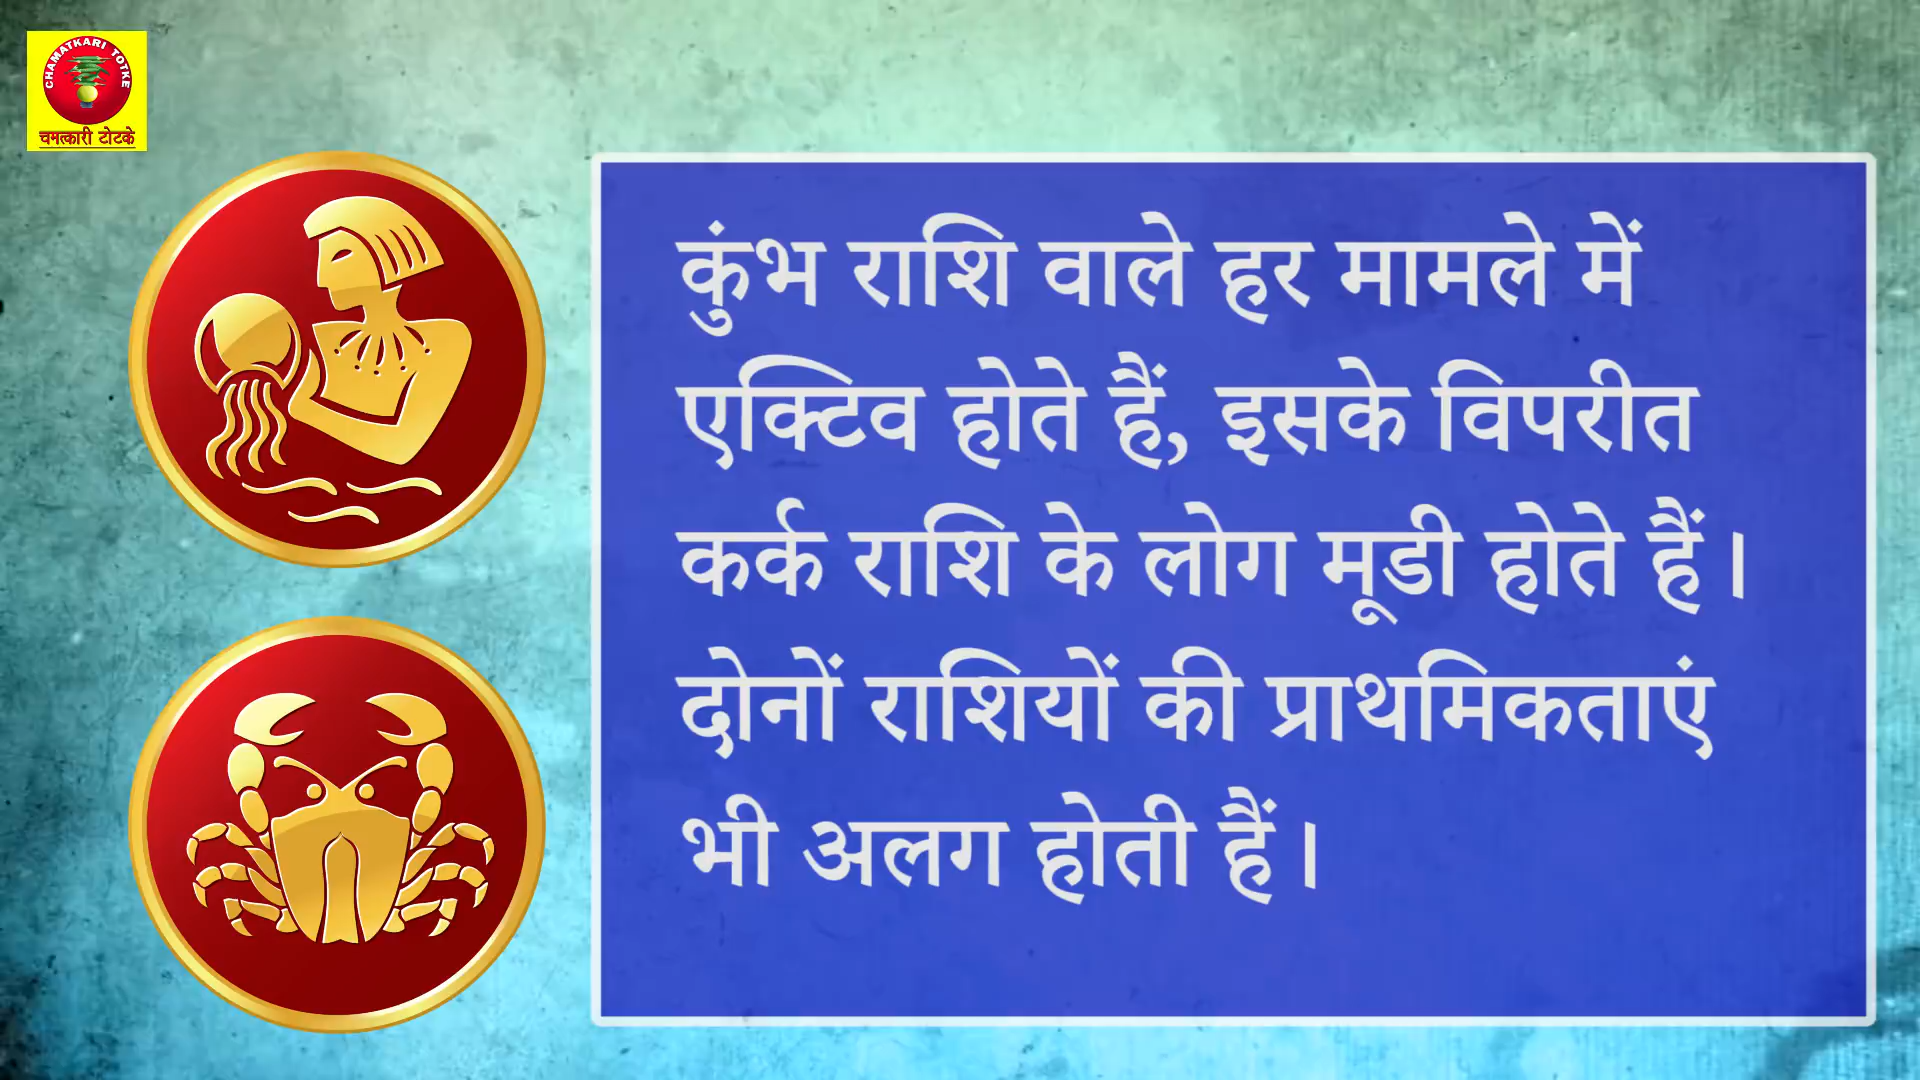 CHAMATKARI TOTKE
चमत्कारी टोटके
कुंभ राशि वाले हर मामले में
एक्टिव होते हैं, इसके विपरीत
कर्क राशि के लोग मूडी होते हैं।
दोनों राशियों की प्राथमिकताएं
भी अलग होती हैं।